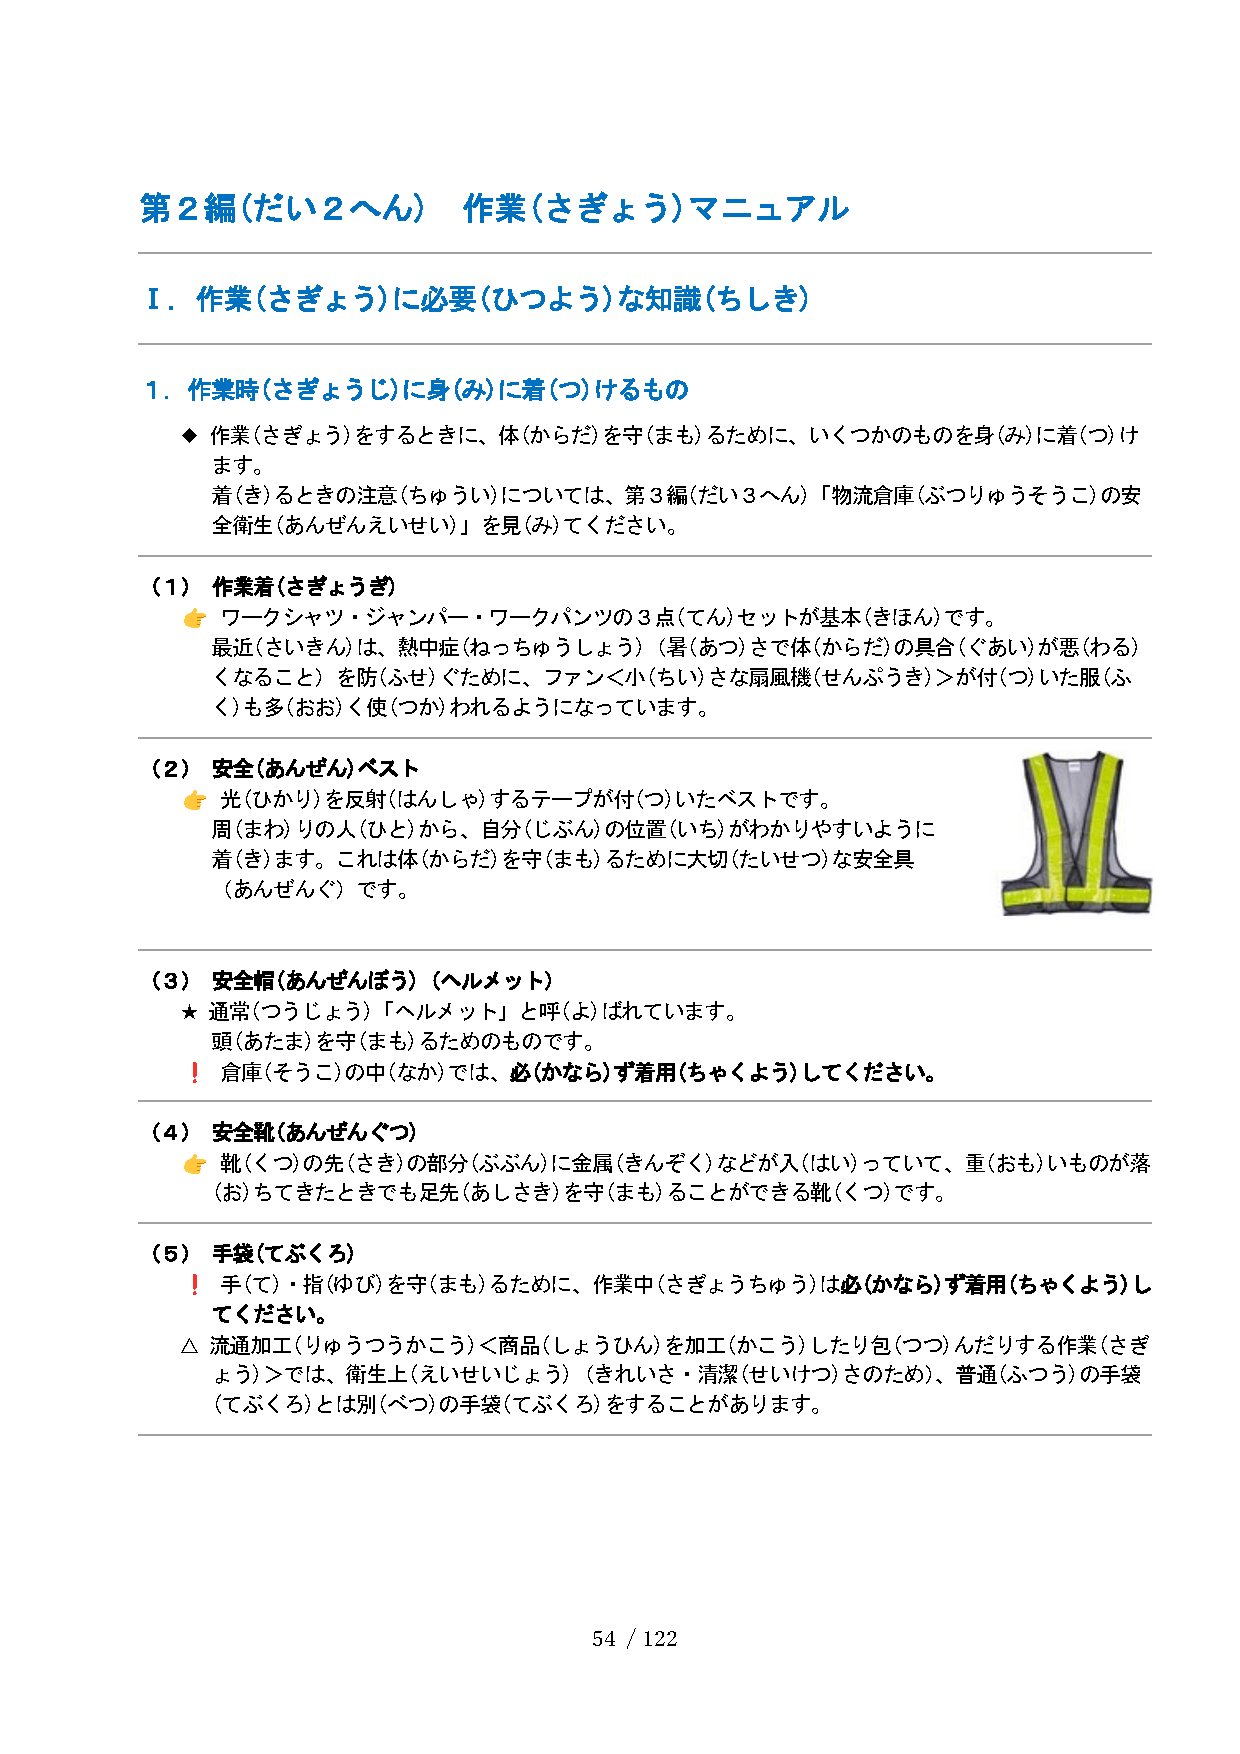 第２編(だい２へん)　作業(さぎょう)マニュアル
Ⅰ．作業(さぎょう)に必要(ひつよう)な知識(ちしき)
１．作業時(さぎょうじ)に身(み)に着(つ)けるもの
◆ 作業(さぎょう)をするときに、体(からだ)を守(まも)るために、いくつかのものを身(み)に着(つ)け
ます。
着(き)るときの注意(ちゅうい)については、第３編(だい３へん)「物流倉庫(ぶつりゅうそうこ)の安
全衛生(あんぜんえいせい)」を見(み)てください。
（１） 作業着(さぎょうぎ)
👉 ワークシャツ・ジャンパー・ワークパンツの３点(てん)セットが基本(きほん)です。
最近(さいきん)は、熱中症(ねっちゅうしょう)（暑(あつ)さで体(からだ)の具合(ぐあい)が悪(わる)
くなること）を防(ふせ)ぐために、ファン＜小(ちい)さな扇風機(せんぷうき)＞が付(つ)いた服(ふ
く)も多(おお)く使(つか)われるようになっています。
（２） 安全(あんぜん)ベスト
👉 光(ひかり)を反射(はんしゃ)するテープが付(つ)いたベストです。
周(まわ)りの人(ひと)から、自分(じぶん)の位置(いち)がわかりやすいように
着(き)ます。これは体(からだ)を守(まも)るために大切(たいせつ)な安全具
（あんぜんぐ）です。
（３） 安全帽(あんぜんぼう)（ヘルメット）
★ 通常(つうじょう)「ヘルメット」と呼(よ)ばれています。
頭(あたま)を守(まも)るためのものです。
❗ 倉庫(そうこ)の中(なか)では、必(かなら)ず着用(ちゃくよう)してください。
（４） 安全靴(あんぜんぐつ)
👉 靴(くつ)の先(さき)の部分(ぶぶん)に金属(きんぞく)などが入(はい)っていて、重(おも)いものが落
(お)ちてきたときでも足先(あしさき)を守(まも)ることができる靴(くつ)です。
（５） 手袋(てぶくろ)
❗ 手(て)・指(ゆび)を守(まも)るために、作業中(さぎょうちゅう)は必(かなら)ず着用(ちゃくよう)し
てください。
△ 流通加工(りゅうつうかこう)＜商品(しょうひん)を加工(かこう)したり包(つつ)んだりする作業(さぎ
ょう)＞では、衛生上(えいせいじょう)（きれいさ・清潔(せいけつ)さのため）、普通(ふつう)の手袋
(てぶくろ)とは別(べつ)の手袋(てぶくろ)をすることがあります。
54 / 122